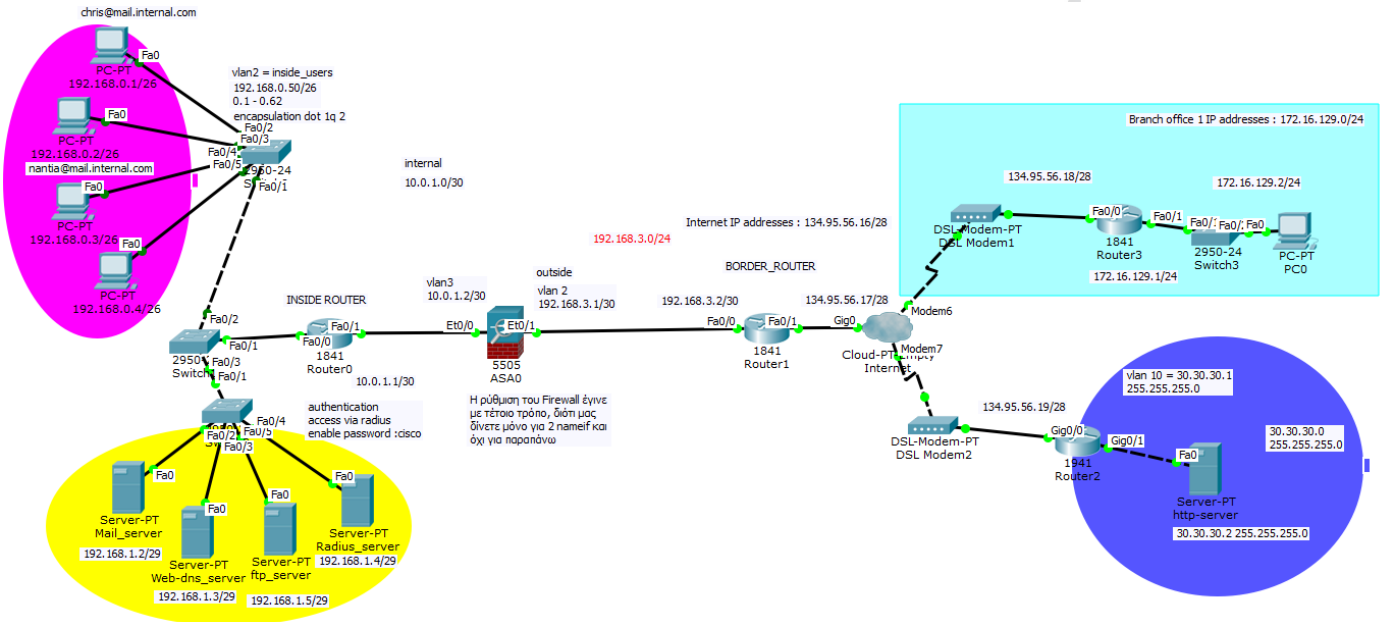 chris@mail.internal.com
Fa0
PC-PT
192.168.0.1/26
Fa0
PC-PT
192.168.0.2/26
nantia@mail.internal.com
Fa0
PC-PT
192.168.0.3/26
Fa0
PC-PT
192.168.0.4/26
vlan2 = inside_users
192.168.0.50/26
0.1 - 0.62
encapsulation dot 1q 2
Fa0/2
Fa0/3
Fa0/4
Fa0/5
2950-24
Fa0/1
internal
10.0.1.0/30
Fa0/2
Fa0/1
Fa0/3
Fa0/1
INSIDE ROUTER
Fa0/1
Fa0/0
1841
Router0
10.0.1.1/30
vlan3
10.0.1.2/30
Et0/0
Et0/1
5505
ASA0
outside
vlan 2
192.168.3.1/30
192.168.3.0/24
Η ρύθμιση του Firewall έγινε
με τέτοιο τρόπο, διότι μας
δίνετε μόνο για 2 nameif και
όχι για παραπάνω
authentication
access via radius
enable password :cisco
Fa0/4
Fa0/5
Fa0/2
Fa0/3
Fa0
Server-PT
Mail_server
192.168.1.2/29
Fa0
Server-PT
Web-dns_server
192.168.1.3/29
Fa0
Server-PT
ftp_server
192.168.1.5/29
Fa0
Server-PT
Radius_server
192.168.1.4/29
Internet IP addresses : 134.95.56.16/28
BORDER_ROUTER
192.168.3.2/30
Fa0/0
Fa0/1
1841
Router1
134.95.56.17/28
Gig0
Internet
Modem6
Modem7
Branch office 1 IP addresses : 172.16.129.0/24
134.95.56.18/28
DSL-Modem-PT
DSL Modem1
Fa0/0
Fa0/1
1841
Router3
172.16.129.1/24
172.16.129.2/24
Fa0
2950-24
Switch3
PC-PT
PC0
DSL-Modem-PT
DSL Modem2
134.95.56.19/28
Gig0/0
Gig0/1
1941
Router2
vlan 10 = 30.30.30.1
255.255.255.0
30.30.30.0
255.255.255.0
Fa0
Server-PT
http-server
30.30.30.2 255.255.255.0